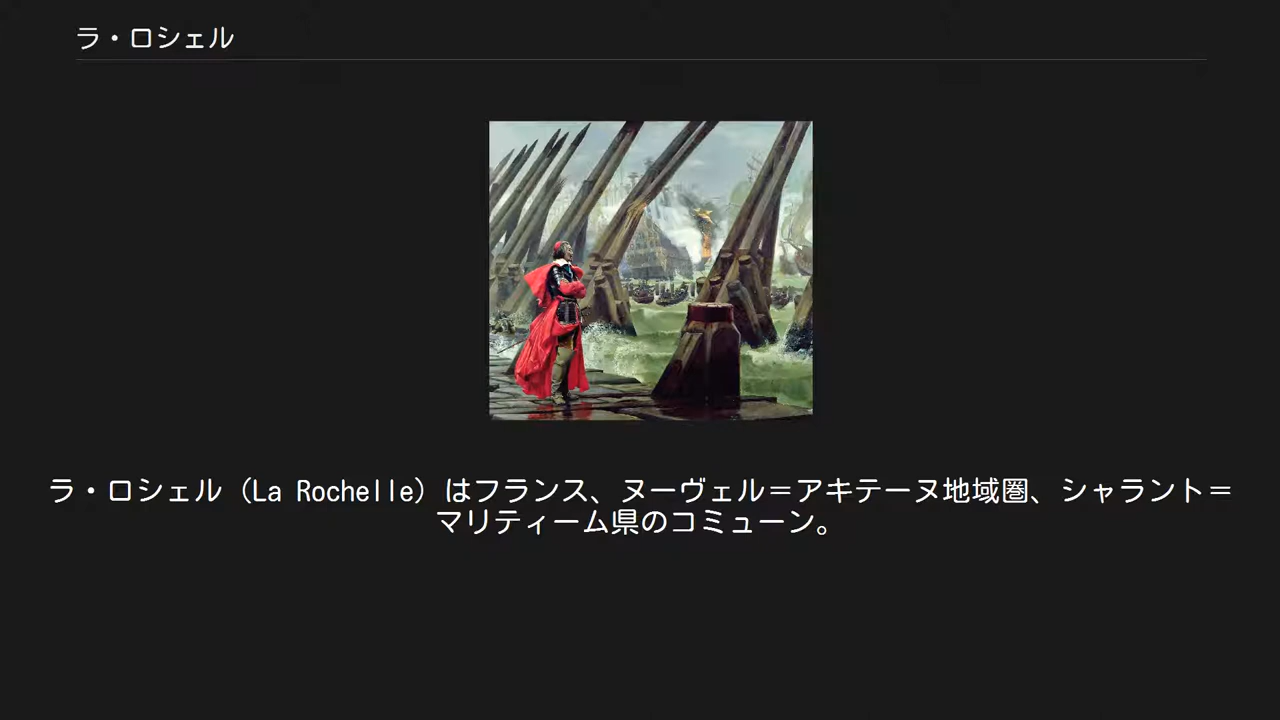 ラ・ロシェル
ラ・ロシェル（La Rochelle）はフランス、ヌーヴェル＝アキテーヌ地域圏、シャラント＝
マリティーム県のコミューン。